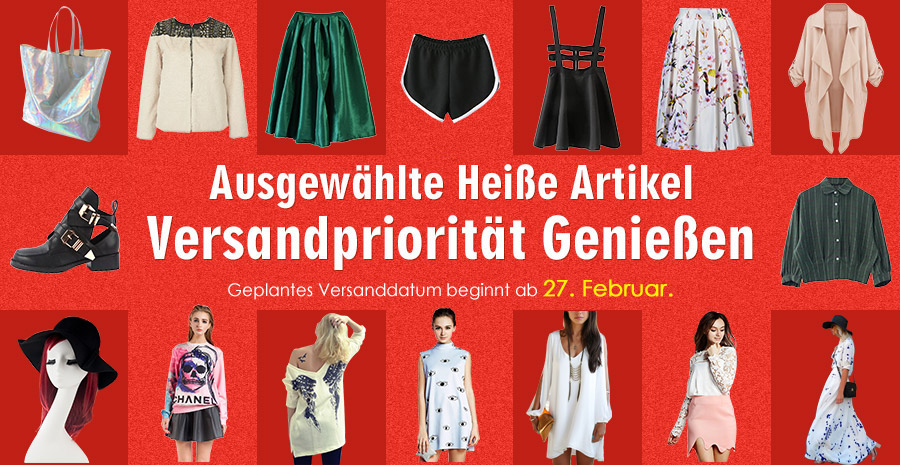 Ausgewählte Heiße Artikel
Versandpriorität Genießen
Geplantes Versanddatum beginnt ab 27. Februar.
CHANEL